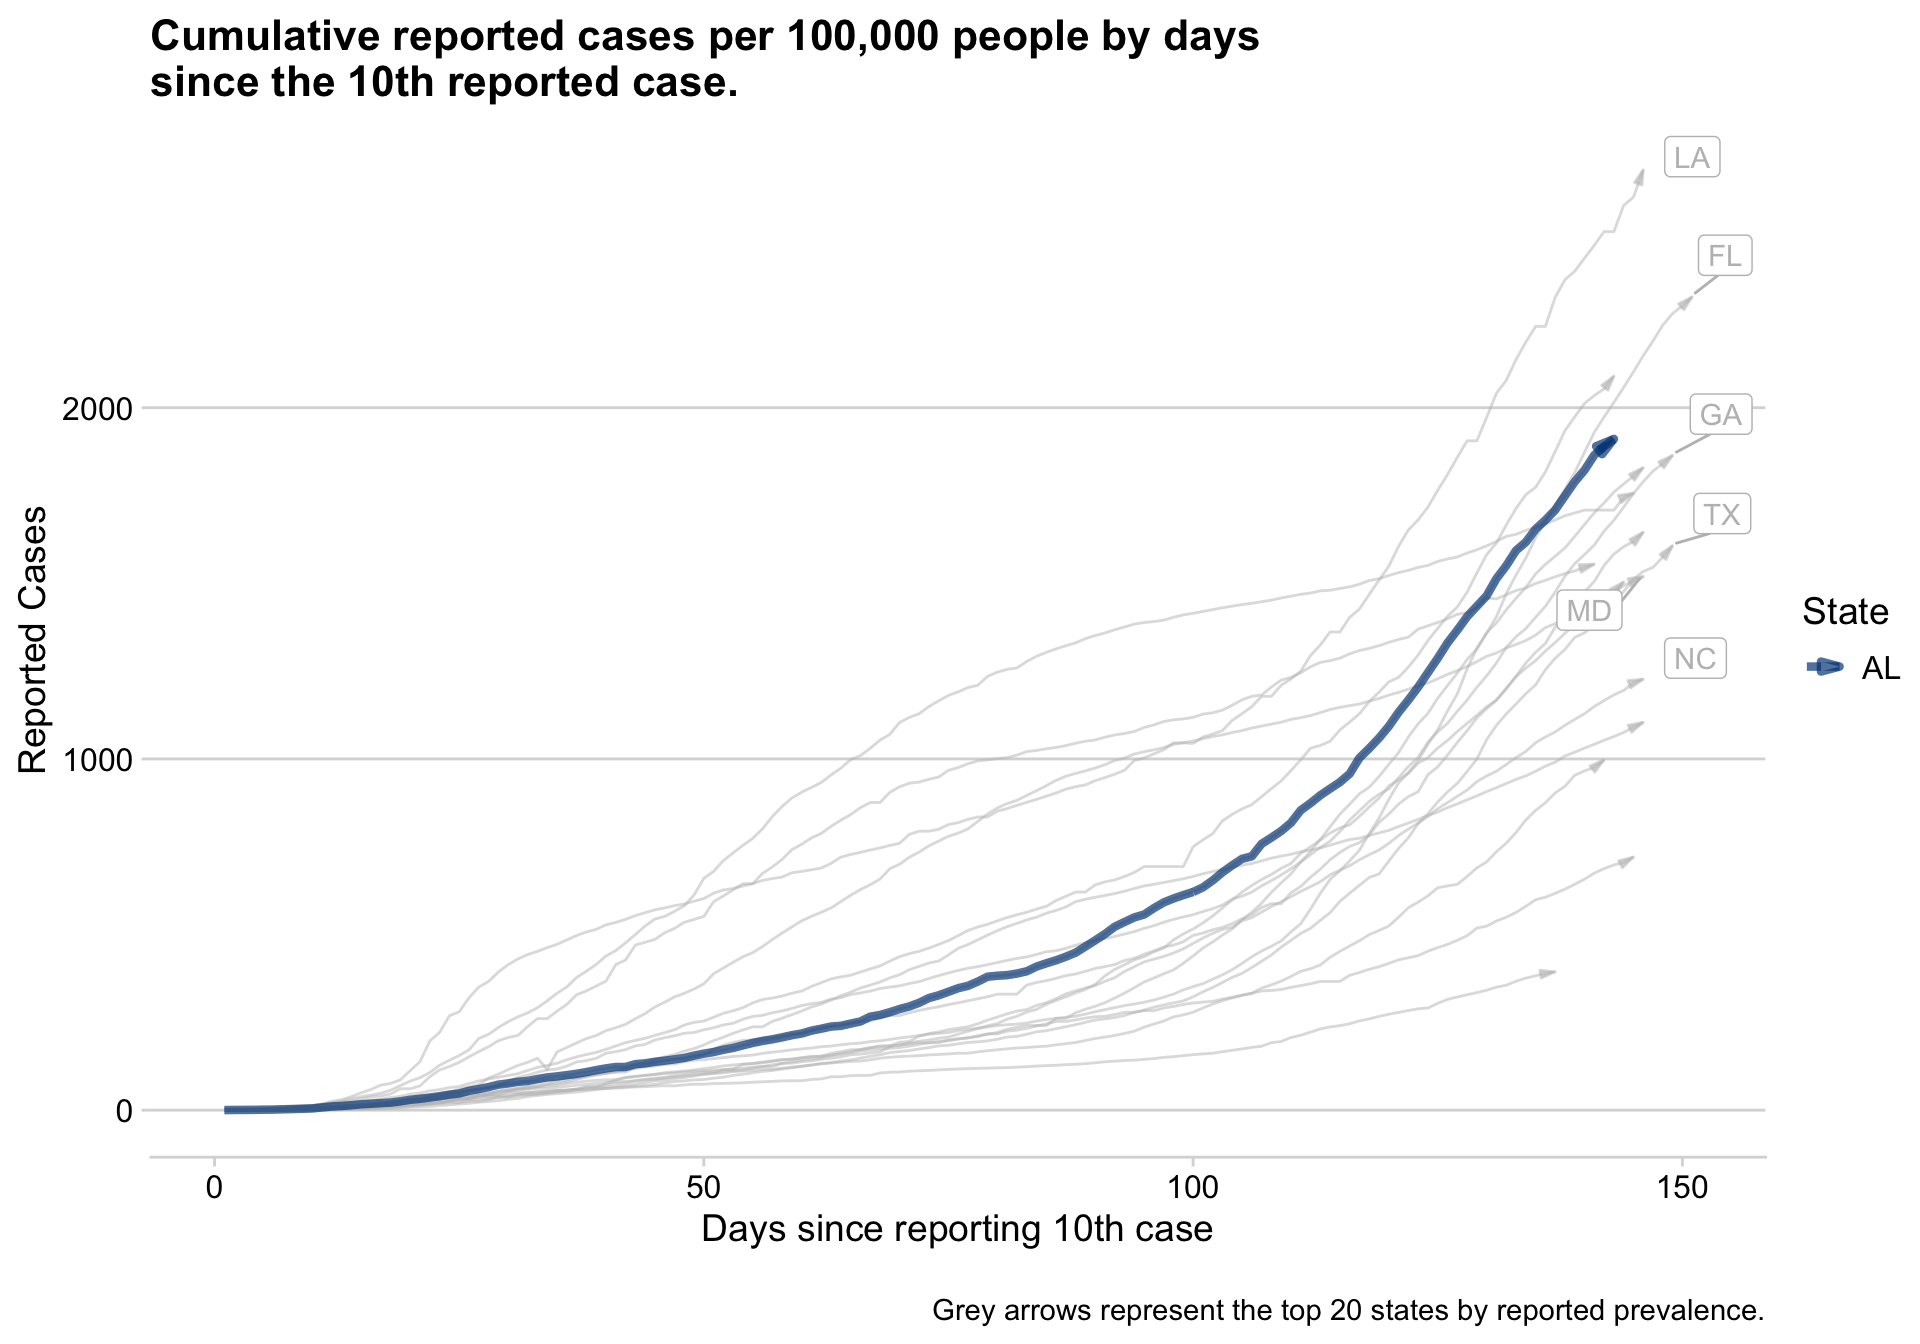 Cumulative reported cases per 100,000 people by days
since the 10th reported case.
LA
FL
2000
GA
TX
Reported Cases
MD
State
NC
AL
1000
0
0
50
100
150
Days since reporting 10th case
Grey arrows represent the top 20 states by reported prevalence.